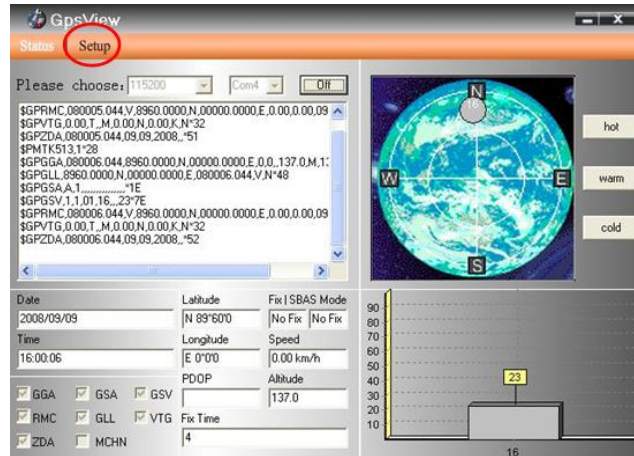 GpsView
Status Setup
Please choose: 115200 Com4 Off
$GPRMC,080005.044,V,8960.0000,N,00000.0000,E,0.00,0.00,09
$GPVTG,0.00,T,,M,0.00,N,0.00,K,N*32
$GPZDA,080005.044,09,09,2008,,*51
$PMTK513,1*28
$GPGGA,080006.044,8960.0000,N,00000.0000,E,0,0,,137.0,M,1:
$GPGLL,8960.0000,N,00000.0000,E,080006.044,V,N*48
$GPGSA,A,1,,,,,,,,,,,,,,,*1E
$GPGSV,1,1,01,16,,,23*7E
$GPRMC,080006.044,V,8960.0000,N,00000.0000,E,0.00,0.00,09
$GPVTG,0.00,T,,M,0.00,N,0.00,K,N*32
$GPZDA,080006.044,09,09,2008,,*52
N
16
W
E
S
hot
warm
cold
Date Latitude Fix | SBAS Mode
2008/09/09 N 89°60'0 No Fix No Fix
Time Longitude Speed
16:00:06 E 0°0'0 0.00 km/h
PDOP Altitude
137.0
GGA GSA GSV
RMC GLL VTG
ZDA MCHN
Fix Time
4
90
80
70
60
50
40
30
20
10
23
16